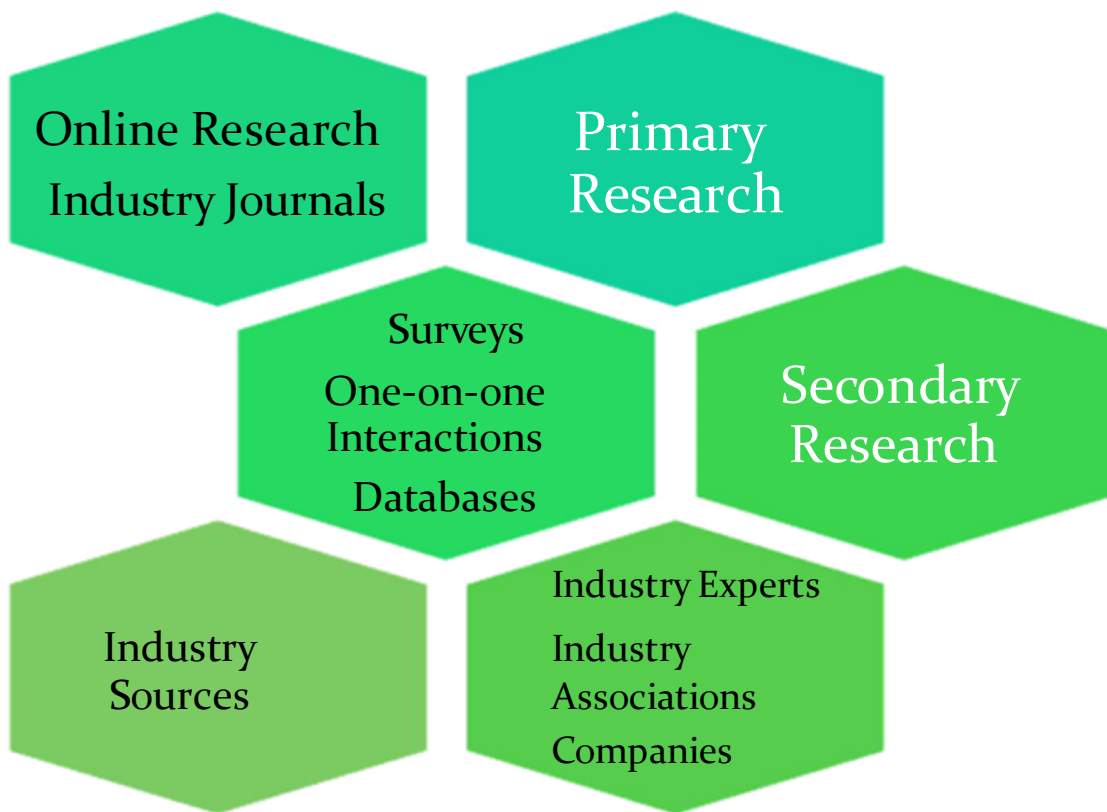 Online Research
Industry Journals
Primary
Research
Surveys
One-on-one
Interactions
Databases
Secondary
Research
Industry
Sources
Industry Experts
Industry
Associations
Companies